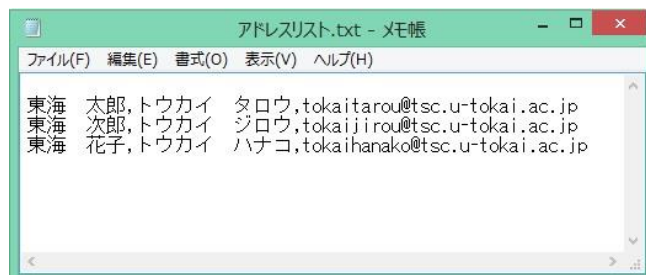 アドレスリスト.txt - メモ帳
ファイル(F) 編集(E) 書式(O) 表示(V) ヘルプ(H)
東海　太郎,トウカイ　タロウ,tokaitarou@tsc.u-tokai.ac.jp
東海　次郎,トウカイ　ジロウ,tokaijirou@tsc.u-tokai.ac.jp
東海　花子,トウカイ　ハナコ,tokaihanako@tsc.u-tokai.ac.jp